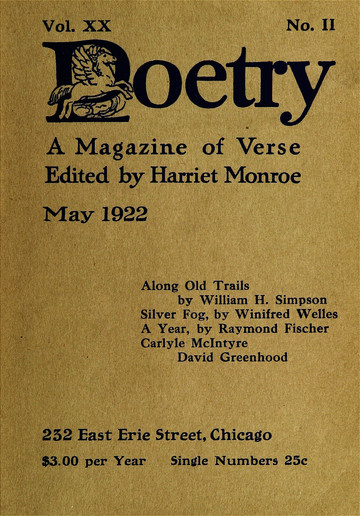 Vol. XX No. II
Poetry
A Magazine of Verse
Edited by Harriet Monroe
May 1922
Along Old Trails
by William H. Simpson
Silver Fog, by Winifred Welles
A Year, by Raymond Fischer
Carlyle McIntyre
David Greenhood
232 East Erie Street, Chicago
$3.00 per Year Single Numbers 25c